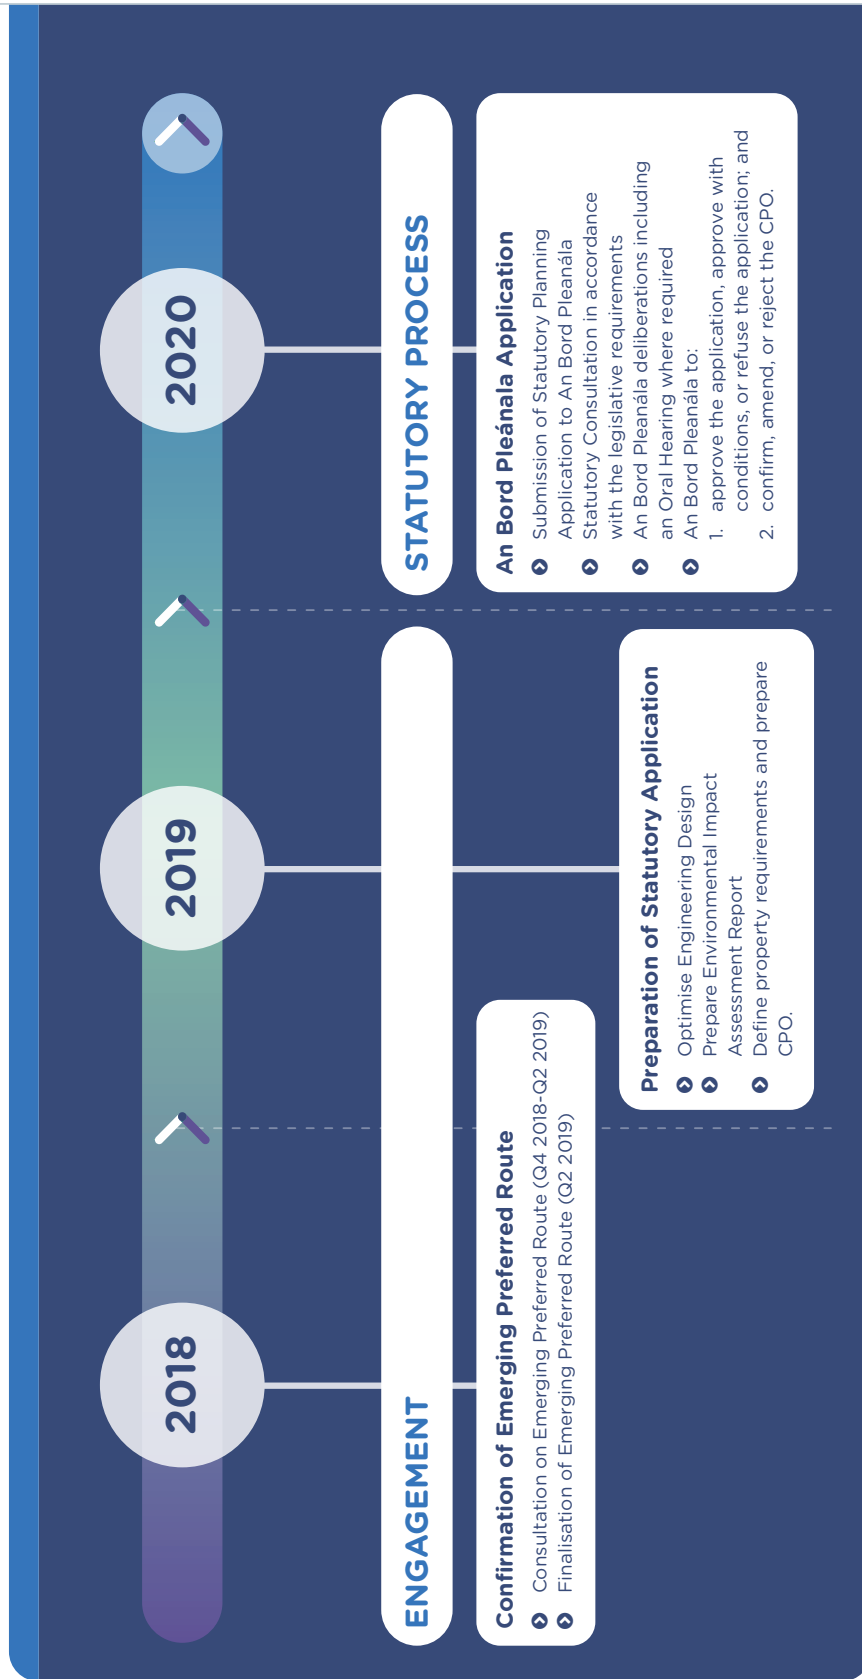 2018
2019
2020
ENGAGEMENT
STATUTORY PROCESS
Confirmation of Emerging Preferred Route
Consultation on Emerging Preferred Route (Q4 2018-Q2 2019)
Finalisation of Emerging Preferred Route (Q2 2019)
Preparation of Statutory Application
Optimise Engineering Design
Prepare Environmental Impact
Assessment Report
Define property requirements and prepare
CPO.
An Bord Pleánala Application
Submission of Statutory Planning
Application to An Bord Pleanála
Statutory Consultation in accordance
with the legislative requirements
An Bord Pleanála deliberations including
an Oral Hearing where required
An Bord Pleanála to:
1. approve the application, approve with
conditions, or refuse the application; and
2. confirm, amend, or reject the CPO.